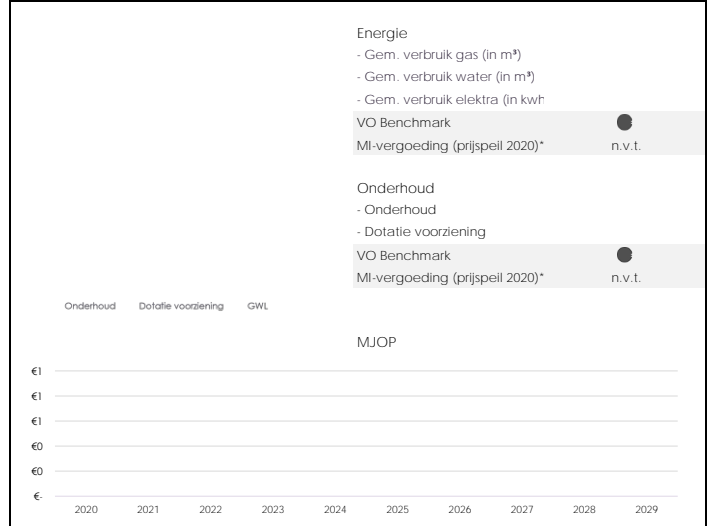 Energie
- Gem. verbruik gas (in m³)
- Gem. verbruik water (in m³)
- Gem. verbruik elektra (in kwh
VO Benchmark
MI-vergoeding (prijspeil 2020)* n.v.t.
Onderhoud
- Onderhoud
- Dotatie voorziening
VO Benchmark
MI-vergoeding (prijspeil 2020)* n.v.t.
Onderhoud Dotatie voorziening GWL
MJOP
€1
€1
€1
€0
€0
€-
2020 2021 2022 2023 2024 2025 2026 2027 2028 2029